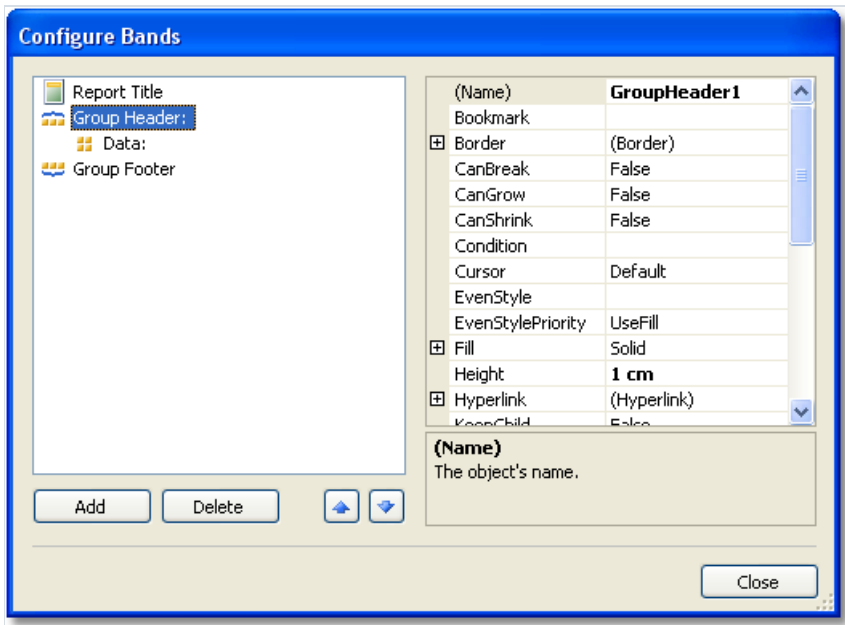 Configure Bands
Report Title
Group Header:
Data:
Group Footer
Add
Delete
(Name) GroupHeader1
Bookmark
Border (Border)
CanBreak False
CanGrow False
CanShrink False
Condition
Cursor Default
EvenStyle
EvenStylePriority UseFill
Fill Solid
Height 1 cm
Hyperlink (Hyperlink)
KeepChild False
(Name)
The object's name.
Close